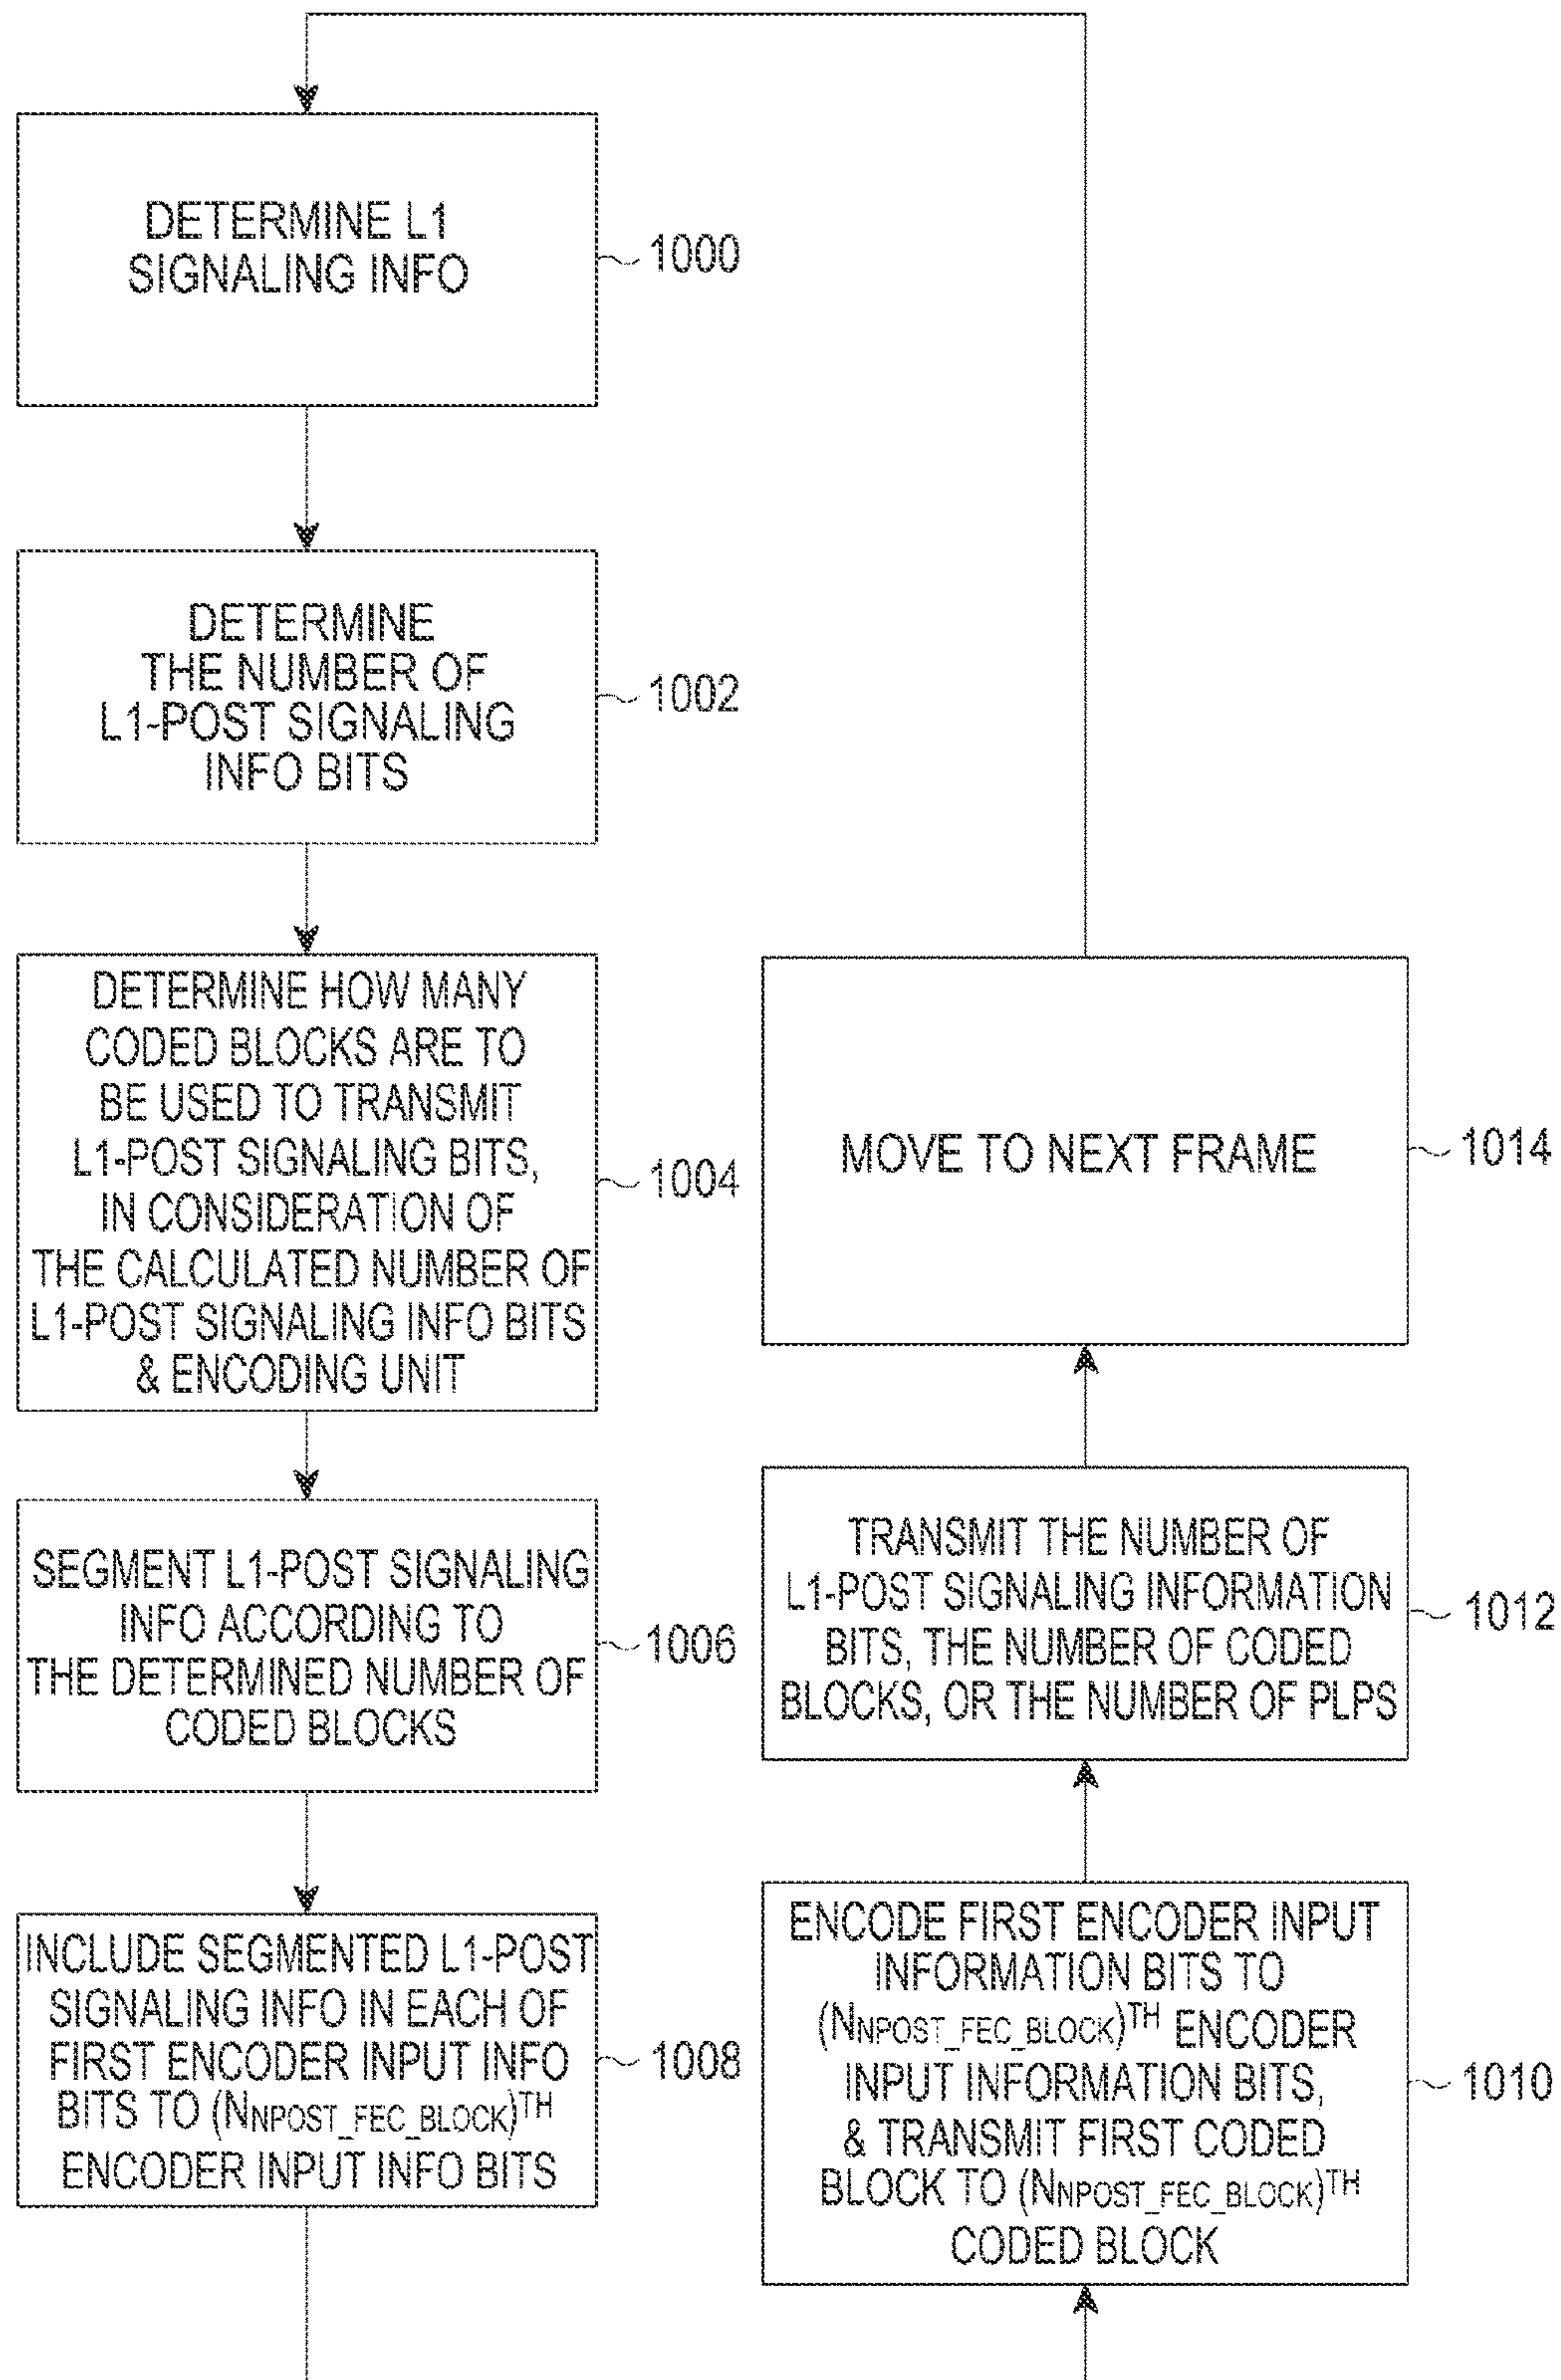 DETERMINE L1
SIGNALING INFO
1000
DETERMINE
THE NUMBER OF
L1-POST SIGNALING
INFO BITS
1002
DETERMINE HOW MANY
CODED BLOCKS ARE TO
BE USED TO TRANSMIT
L1-POST SIGNALING BITS,
IN CONSIDERATION OF
THE CALCULATED NUMBER OF
L1-POST SIGNALING INFO BITS
& ENCODING UNIT
1004
SEGMENT L1-POST SIGNALING
INFO ACCORDING TO
THE DETERMINED NUMBER OF
CODED BLOCKS
1006
INCLUDE SEGMENTED L1-POST
SIGNALING INFO IN EACH OF
FIRST ENCODER INPUT INFO
BITS TO (NNPOST_FEC_BLOCK)TH
ENCODER INPUT INFO BITS
1008
ENCODE FIRST ENCODER INPUT
INFORMATION BITS TO
(NNPOST_FEC_BLOCK)TH ENCODER
INPUT INFORMATION BITS,
& TRANSMIT FIRST CODED
BLOCK TO (NNPOST_FEC_BLOCK)TH
CODED BLOCK
1010
TRANSMIT THE NUMBER OF
L1-POST SIGNALING INFORMATION
BITS, THE NUMBER OF CODED
BLOCKS, OR THE NUMBER OF PLPS
1012
MOVE TO NEXT FRAME
1014